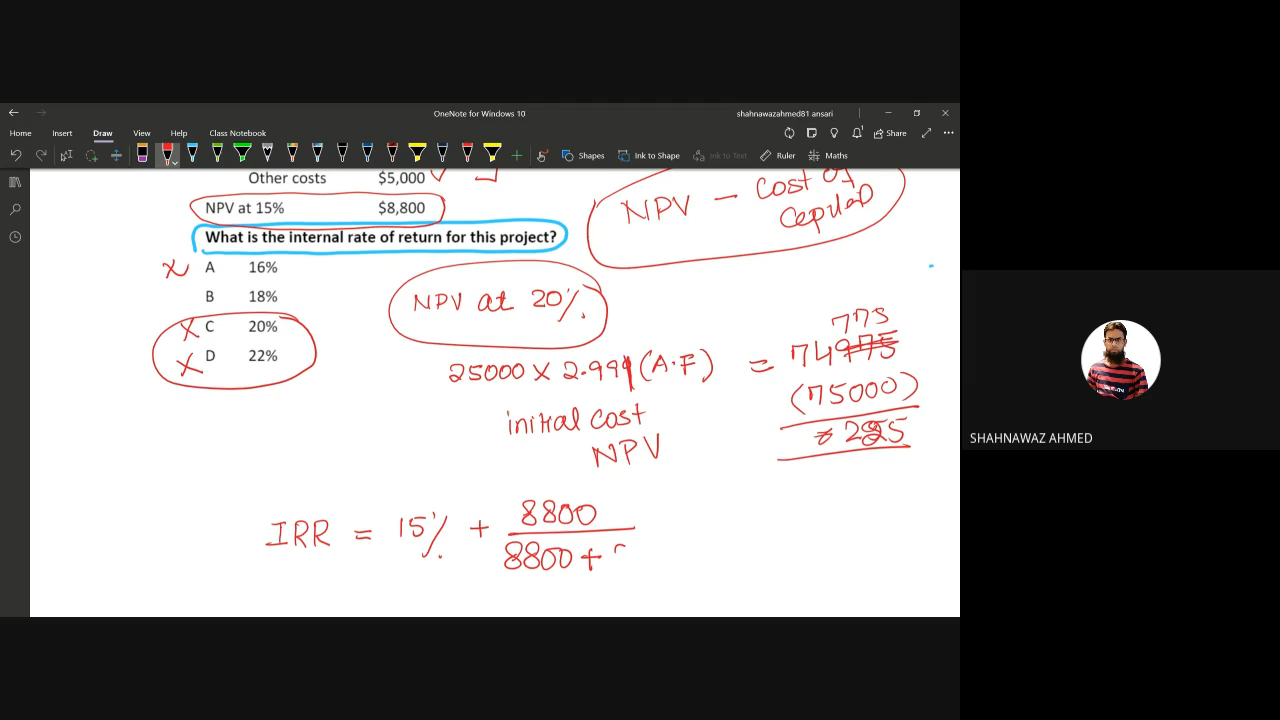 OneNote for Windows 10
shahnawazahmed81 ansari
Home Insert Draw View Help Class Notebook
Share
Shapes Ink to Shape Ink to Text Ruler Maths
Other costs $5,000
NPV at 15% $8,800
What is the internal rate of return for this project?
A 16%
B 18%
C 20%
D 22%
NPV - Cost of
Capital
NPV at 20%
775
25000 × 2.991 (A.F) = 74975
initial cost (75000)
NPV -225
IRR = 15% + 8800
8800 +
SHAHNAWAZ AHMED